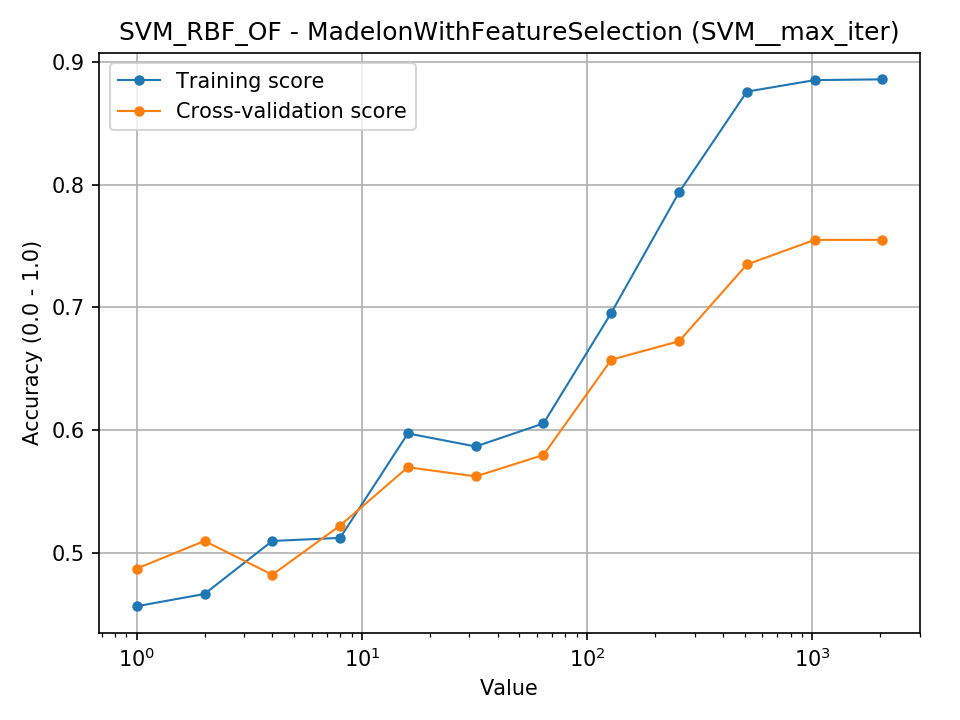 SVM_RBF_OF - MadelonWithFeatureSelection (SVM__max_iter)
Training score
Cross-validation score
Accuracy (0.0 - 1.0)
0.9
0.8
0.7
0.6
0.5
10⁰ 10¹ 10² 10³
Value